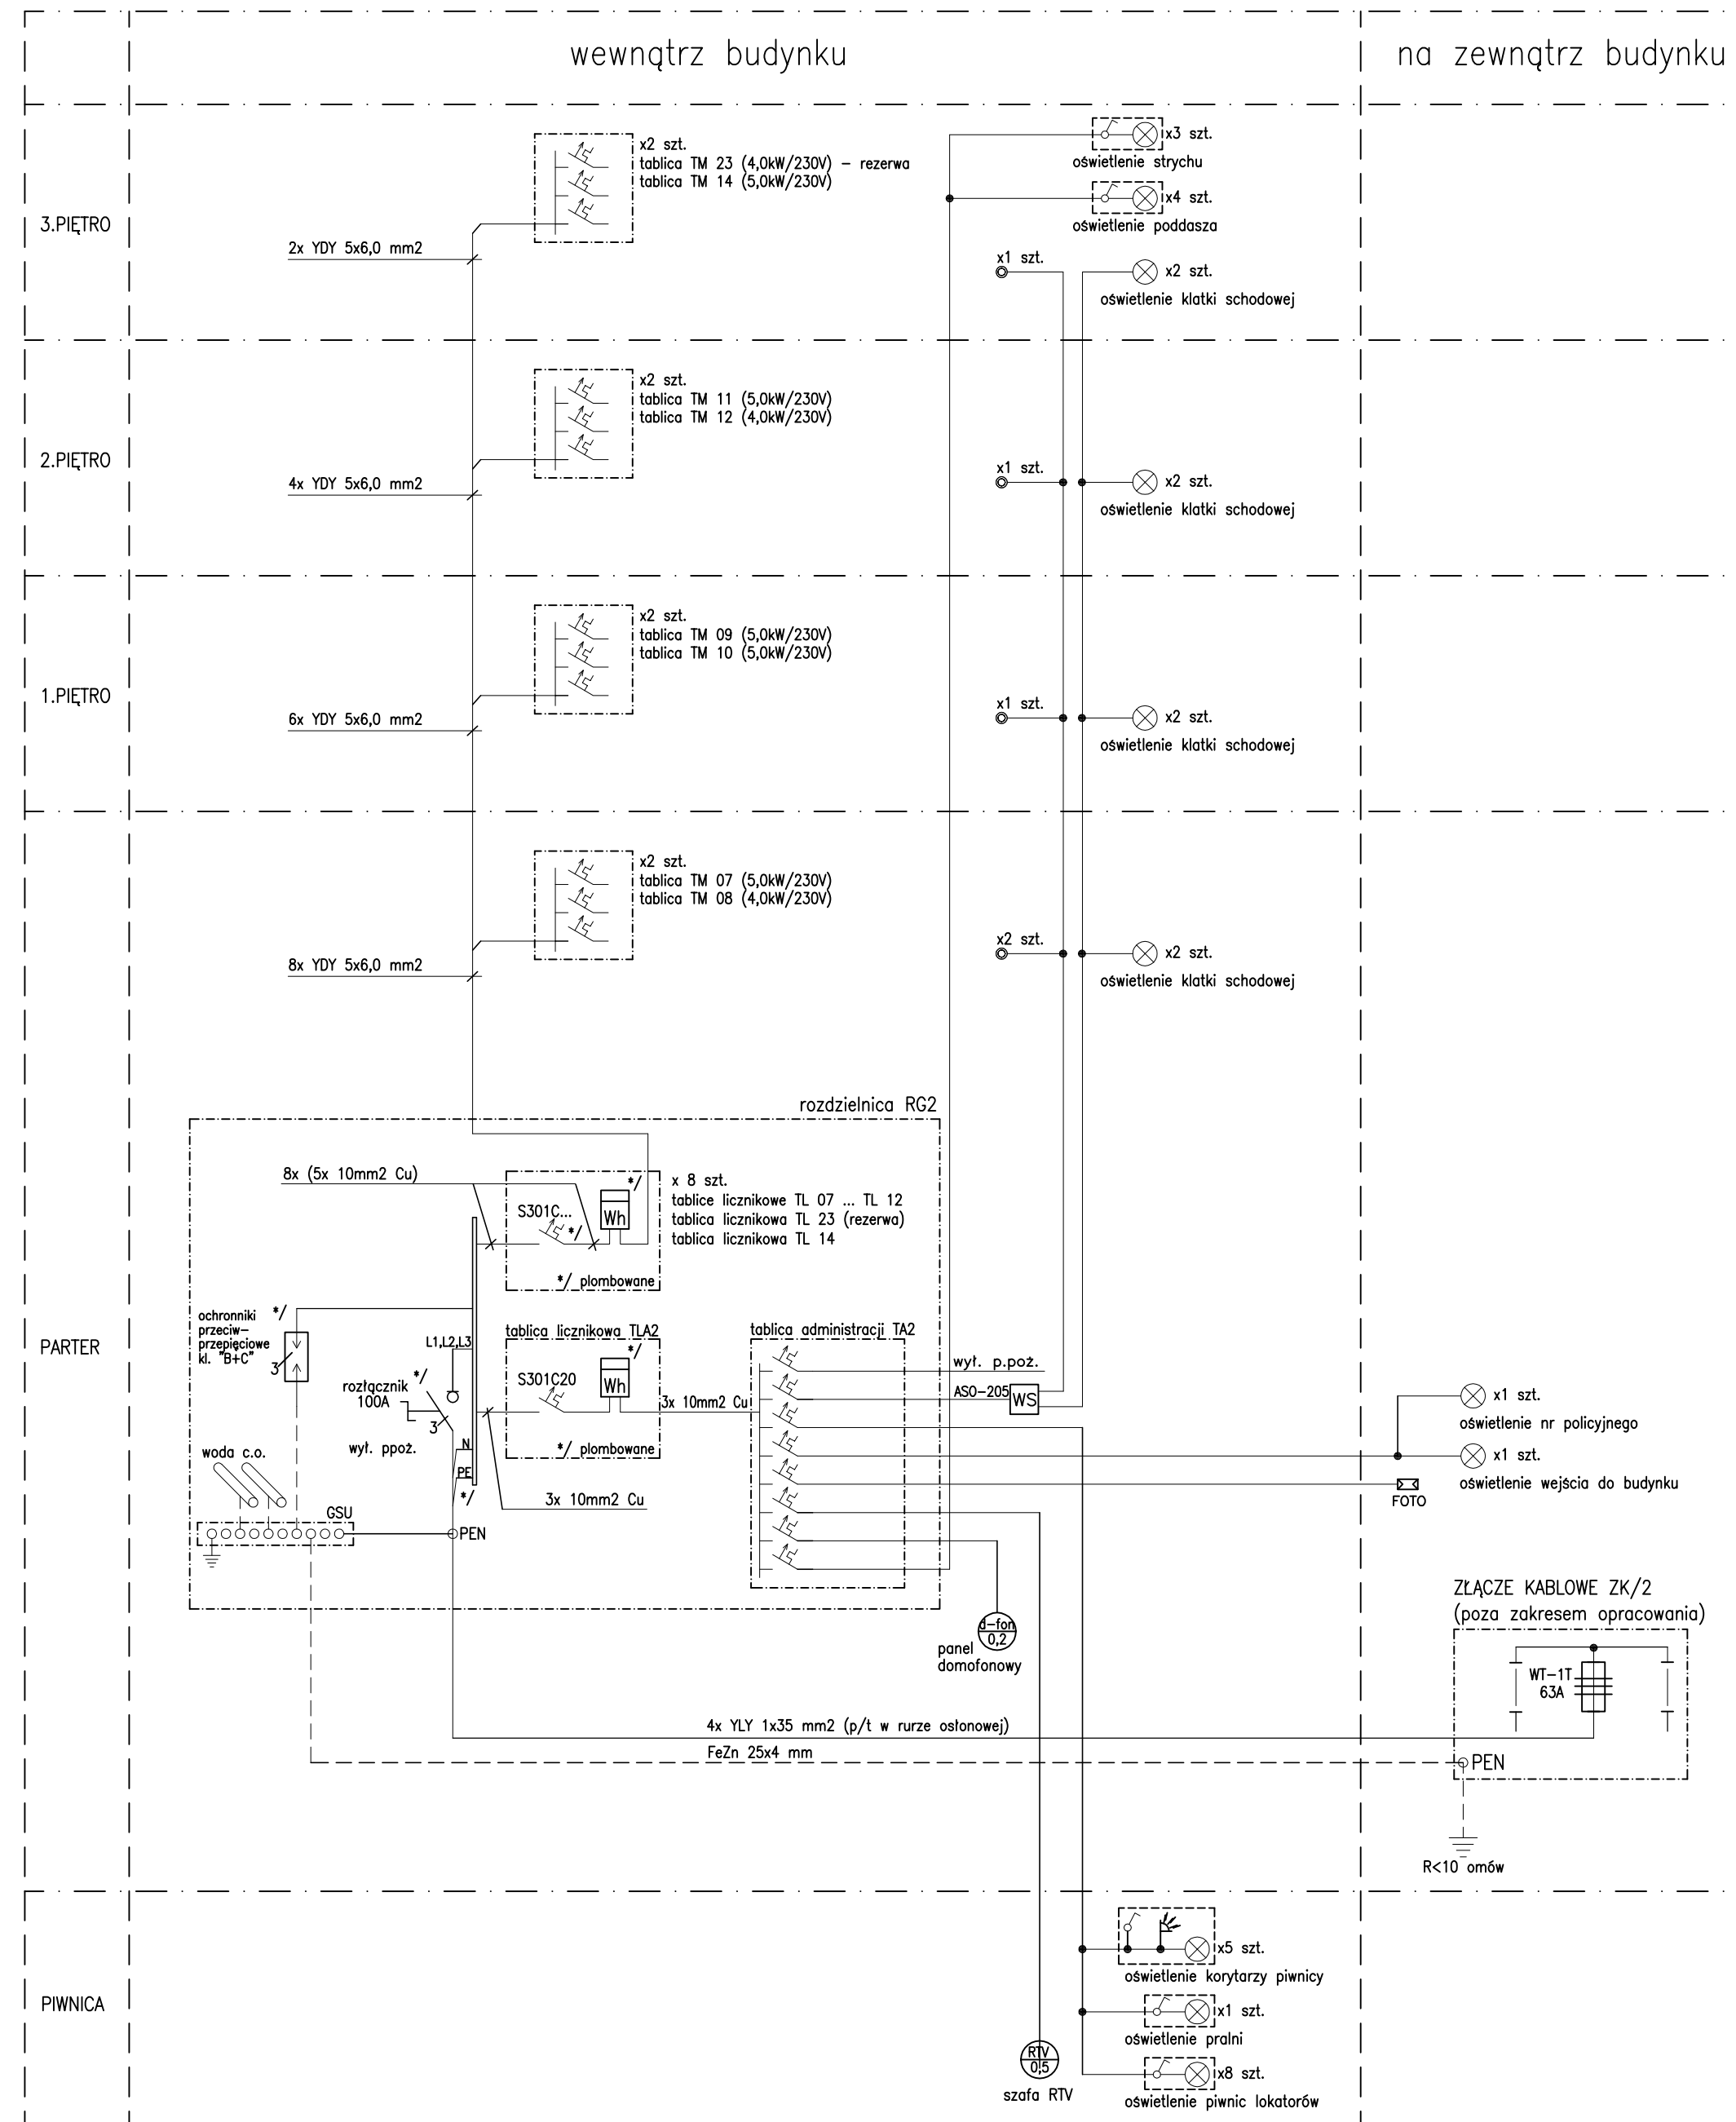 wewnątrz budynku
na zewnątrz budynku
3.PIĘTRO
x2 szt.
tablica TM 23 (4,0kW/230V) – rezerwa
tablica TM 14 (5,0kW/230V)
2x YDY 5x6,0 mm2
x3 szt.
oświetlenie strychu
x4 szt.
oświetlenie poddasza
x1 szt.
x2 szt.
oświetlenie klatki schodowej
2.PIĘTRO
x2 szt.
tablica TM 11 (5,0kW/230V)
tablica TM 12 (4,0kW/230V)
4x YDY 5x6,0 mm2
x1 szt.
x2 szt.
oświetlenie klatki schodowej
1.PIĘTRO
x2 szt.
tablica TM 09 (5,0kW/230V)
tablica TM 10 (5,0kW/230V)
6x YDY 5x6,0 mm2
x1 szt.
x2 szt.
oświetlenie klatki schodowej
PARTER
x2 szt.
tablica TM 07 (5,0kW/230V)
tablica TM 08 (4,0kW/230V)
8x YDY 5x6,0 mm2
x2 szt.
x2 szt.
oświetlenie klatki schodowej
rozdzielnica RG2
8x (5x 10mm2 Cu)
S301C...
*/
*/
Wh
*/ plombowane
x 8 szt.
tablice licznikowe TL 07 ... TL 12
tablica licznikowa TL 23 (rezerwa)
tablica licznikowa TL 14
ochronniki
przeciw–
przepięciowe
kl. "B+C"
*/
3
L1,L2,L3
rozłącznik
100A
*/
3
wył. ppoż.
N
PE
*/
tablica licznikowa TLA2
S301C20
*/
Wh
*/ plombowane
3x 10mm2 Cu
3x 10mm2 Cu
tablica administracji TA2
wył. p.poż.
ASO–205
WS
woda c.o.
GSU
PEN
x1 szt.
oświetlenie nr policyjnego
x1 szt.
oświetlenie wejścia do budynku
FOTO
d–fon
0,2
panel
domofonowy
ZŁĄCZE KABLOWE ZK/2
(poza zakresem opracowania)
WT–1T
63A
4x YLY 1x35 mm2 (p/t w rurze osłonowej)
FeZn 25x4 mm
PEN
R<10 omów
PIWNICA
x5 szt.
oświetlenie korytarzy piwnicy
x1 szt.
oświetlenie pralni
x8 szt.
oświetlenie piwnic lokatorów
RTV
0,5
szafa RTV